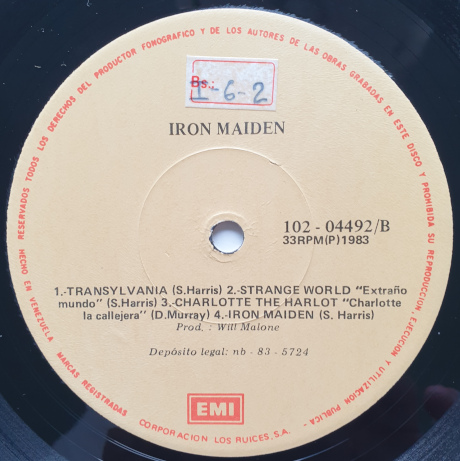 HECHO EN VENEZUELA RESERVADOS TODOS LOS DERECHOS DEL PRODUCTOR FONOGRAFICO Y DE LOS AUTORES DE LAS OBRAS GRABADAS EN ESTE DISCO Y PROHIBIDA SU REPRODUCCION, EJECUCION Y UTILIZACION PUBLICA -
Bs.:
1-6-2
IRON MAIDEN
102 - 04492/B
33RPM(P)1983
1.-TRANSYLVANIA (S.Harris) 2.-STRANGE WORLD "Extraño
mundo" (S.Harris) 3.-CHARLOTTE THE HARLOT "Charlotte
la callejera" (D.Murray) 4.-IRON MAIDEN (S. Harris)
Prod. : Will Malone
Depósito legal: nb - 83 - 5724
EMI
MARCAS REGISTRADAS CORPORACION LOS RUICES, S.A.